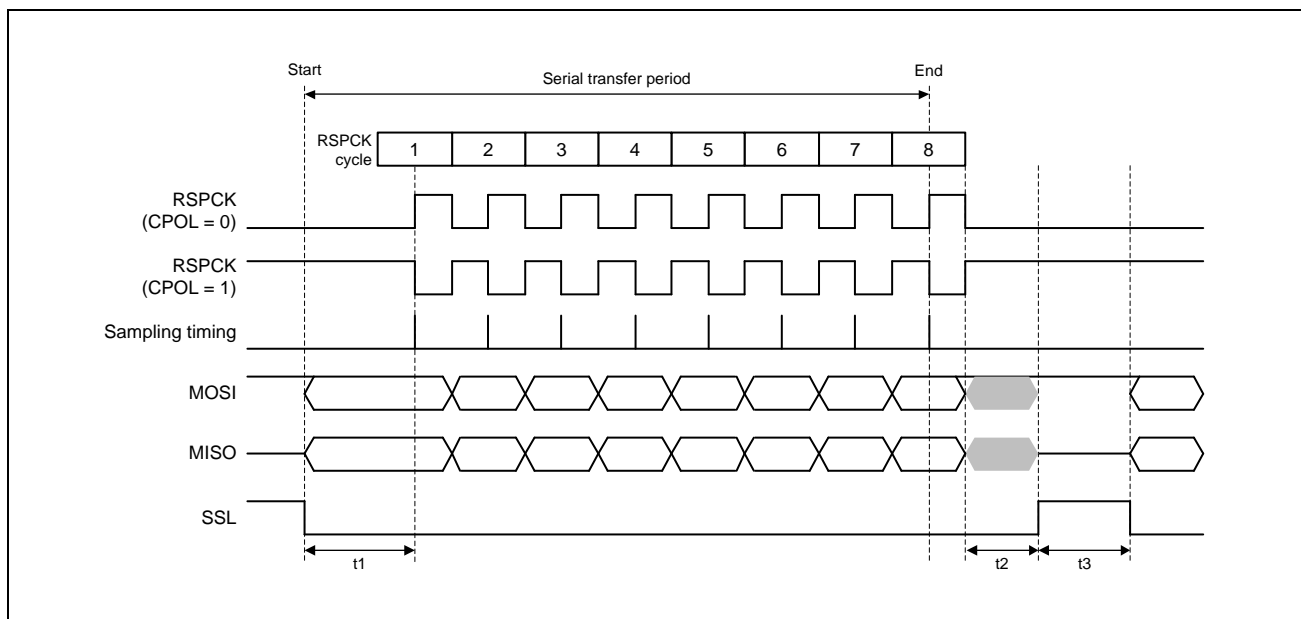 Start
Serial transfer period
End
RSPCK
cycle
1 2 3 4 5 6 7 8
RSPCK
(CPOL = 0)
RSPCK
(CPOL = 1)
Sampling timing
MOSI
MISO
SSL
t1
t2
t3